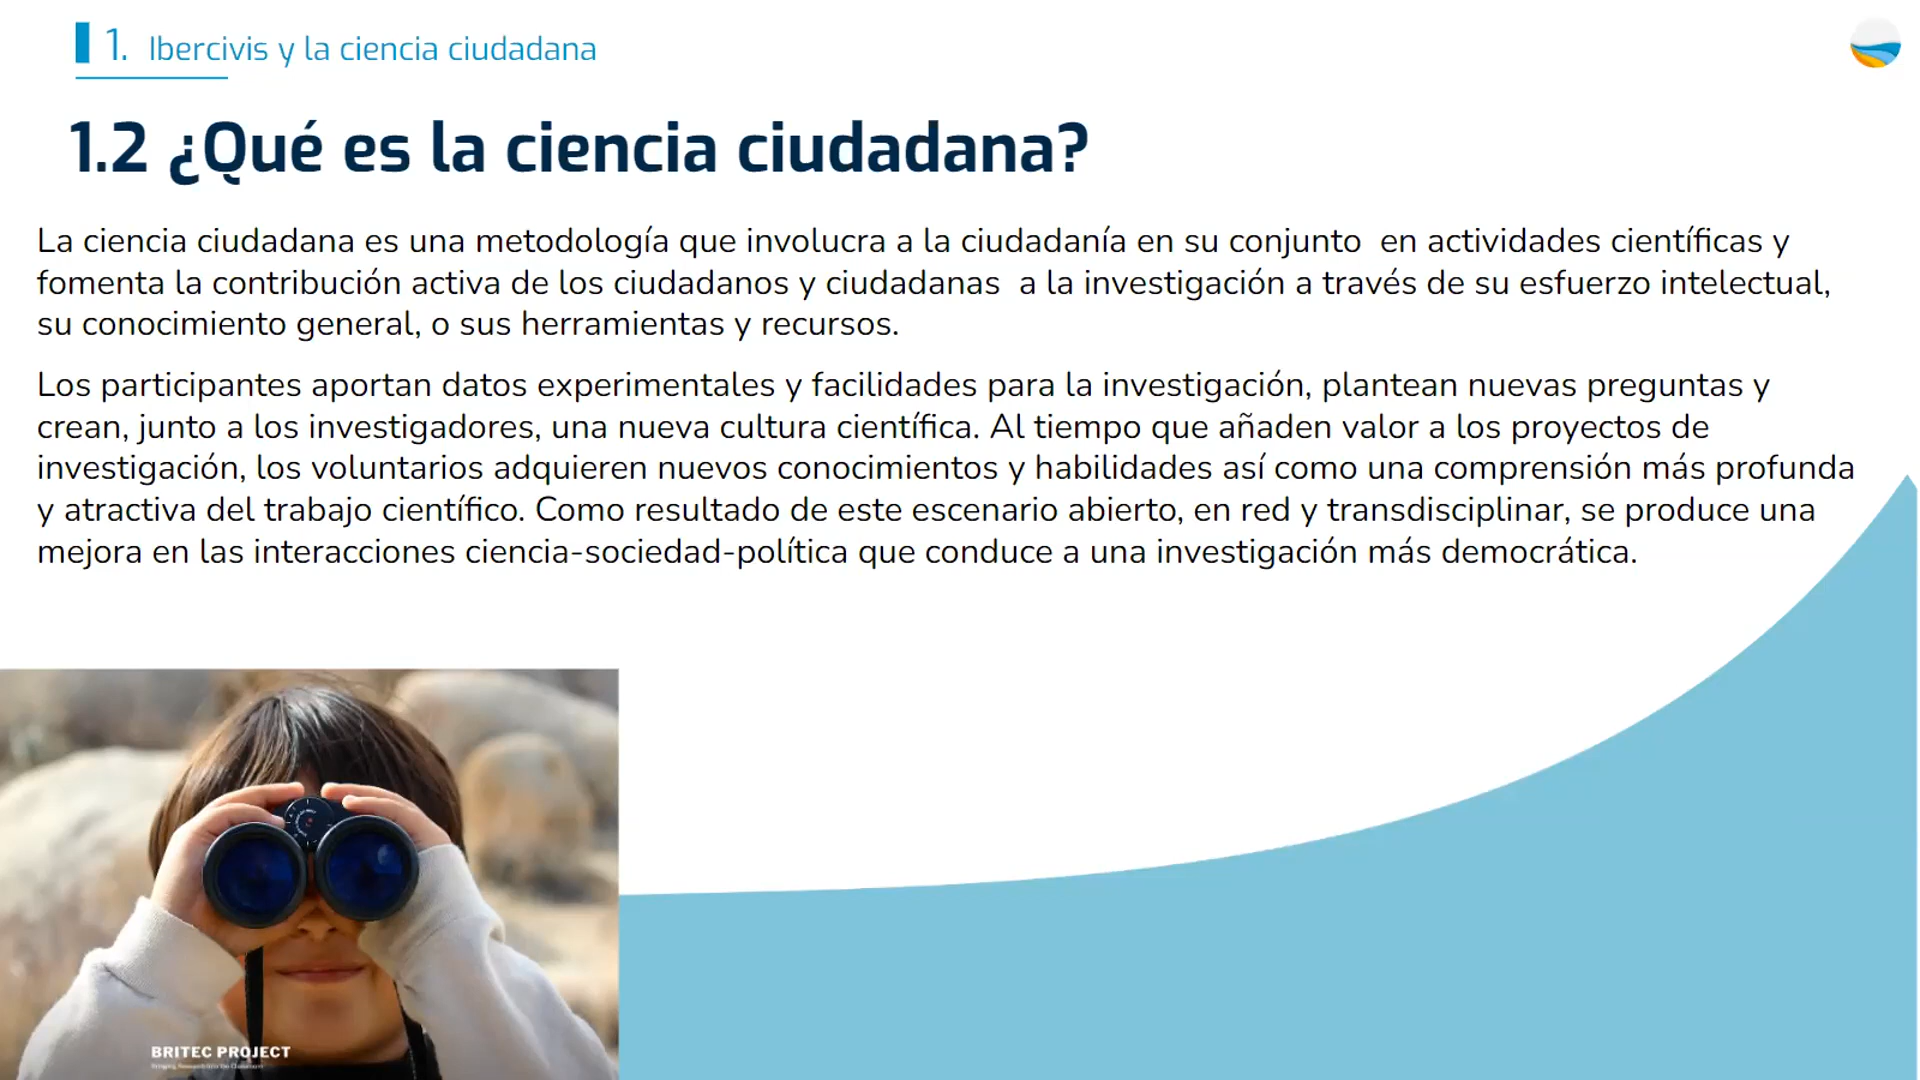 1. Ibercivis y la ciencia ciudadana
1.2 ¿Qué es la ciencia ciudadana?
La ciencia ciudadana es una metodología que involucra a la ciudadanía en su conjunto  en actividades científicas y
fomenta la contribución activa de los ciudadanos y ciudadanas  a la investigación a través de su esfuerzo intelectual,
su conocimiento general, o sus herramientas y recursos.
Los participantes aportan datos experimentales y facilidades para la investigación, plantean nuevas preguntas y
crean, junto a los investigadores, una nueva cultura científica. Al tiempo que añaden valor a los proyectos de
investigación, los voluntarios adquieren nuevos conocimientos y habilidades así como una comprensión más profunda
y atractiva del trabajo científico. Como resultado de este escenario abierto, en red y transdisciplinar, se produce una
mejora en las interacciones ciencia-sociedad-política que conduce a una investigación más democrática.
BRITEC PROJECT
Bringing Research into the Classroom